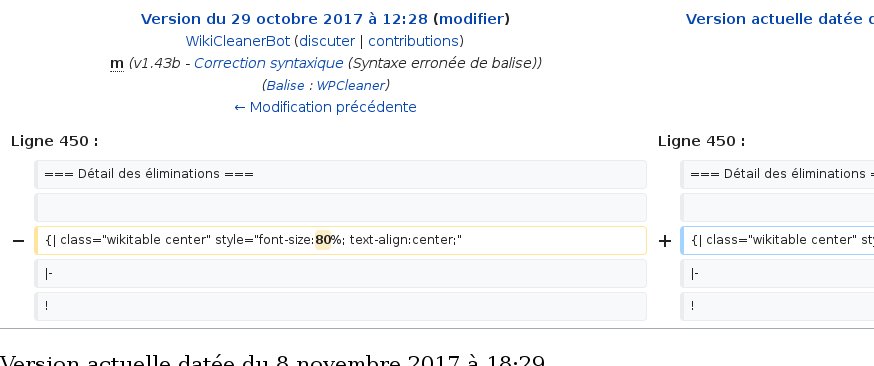 Version du 29 octobre 2017 à 12:28 (modifier)
WikiCleanerBot (discuter | contributions)
m (v1.43b - Correction syntaxique (Syntaxe erronée de balise))
(Balise : WPCleaner)
← Modification précédente
Ligne 450 :
=== Détail des éliminations ===
− {| class="wikitable center" style="font-size:80%; text-align:center;"
|-
!
Version actuelle datée
Ligne 450 :
=== Détail des éliminations
+ {| class="wikitable center"
|-
!
Version actuelle datée du 8 novembre 2017 à 18:29